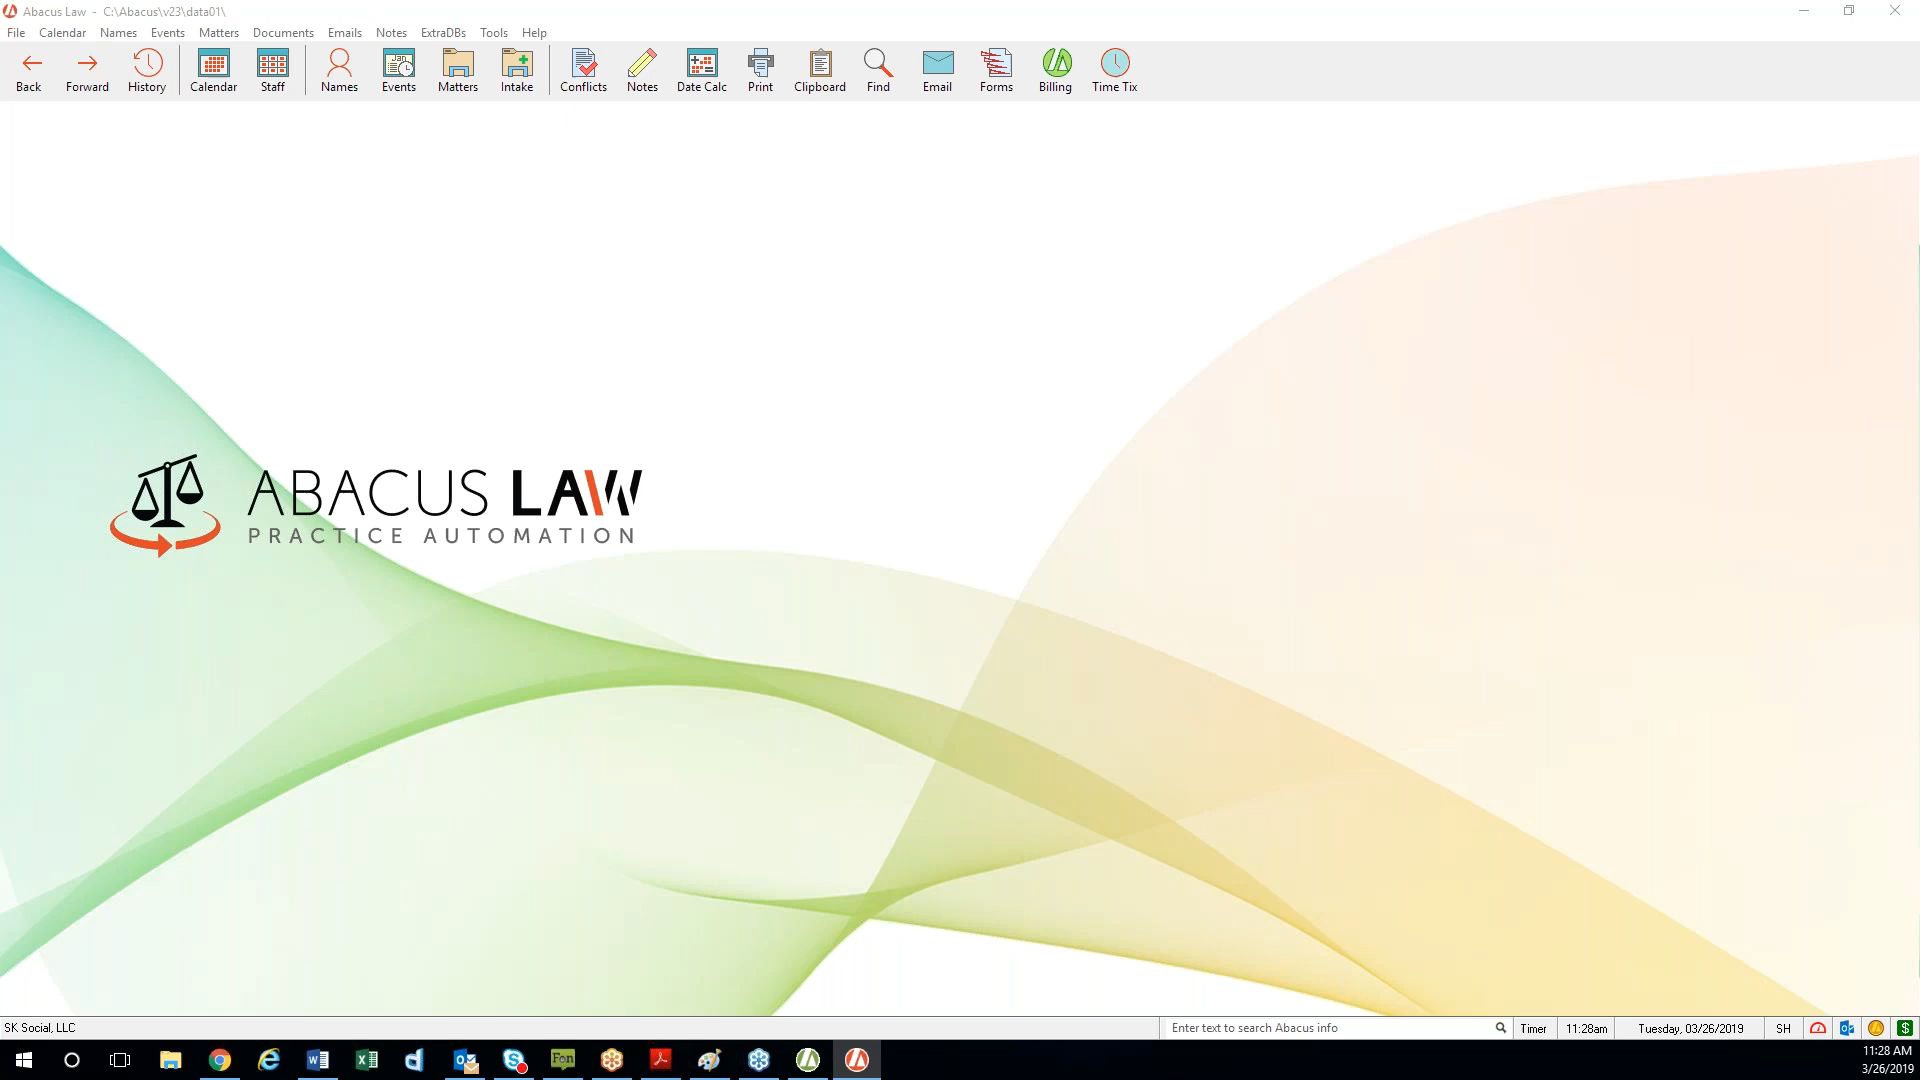 Abacus Law - C:\Abacus\v23\data01\
File Calendar Names Events Matters Documents Emails Notes ExtraDBs Tools Help
Back Forward History Calendar Staff Names Events Matters Intake Conflicts Notes Date Calc Print Clipboard Find Email Forms Billing Time Tix
Jan
ABACUS LAW
PRACTICE AUTOMATION
SK Social, LLC Enter text to search Abacus info Timer 11:28am Tuesday, 03/26/2019 SH
Fon
11:28 AM
3/26/2019